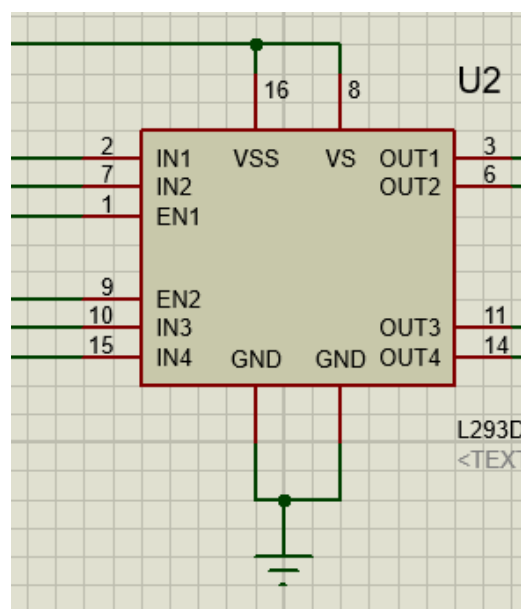 16 8 U2
2 IN1 VSS VS OUT1 3
7 IN2 OUT2 6
1 EN1
9 EN2
10 IN3 OUT3 11
15 IN4 GND GND OUT4 14
L293D
<TEXT